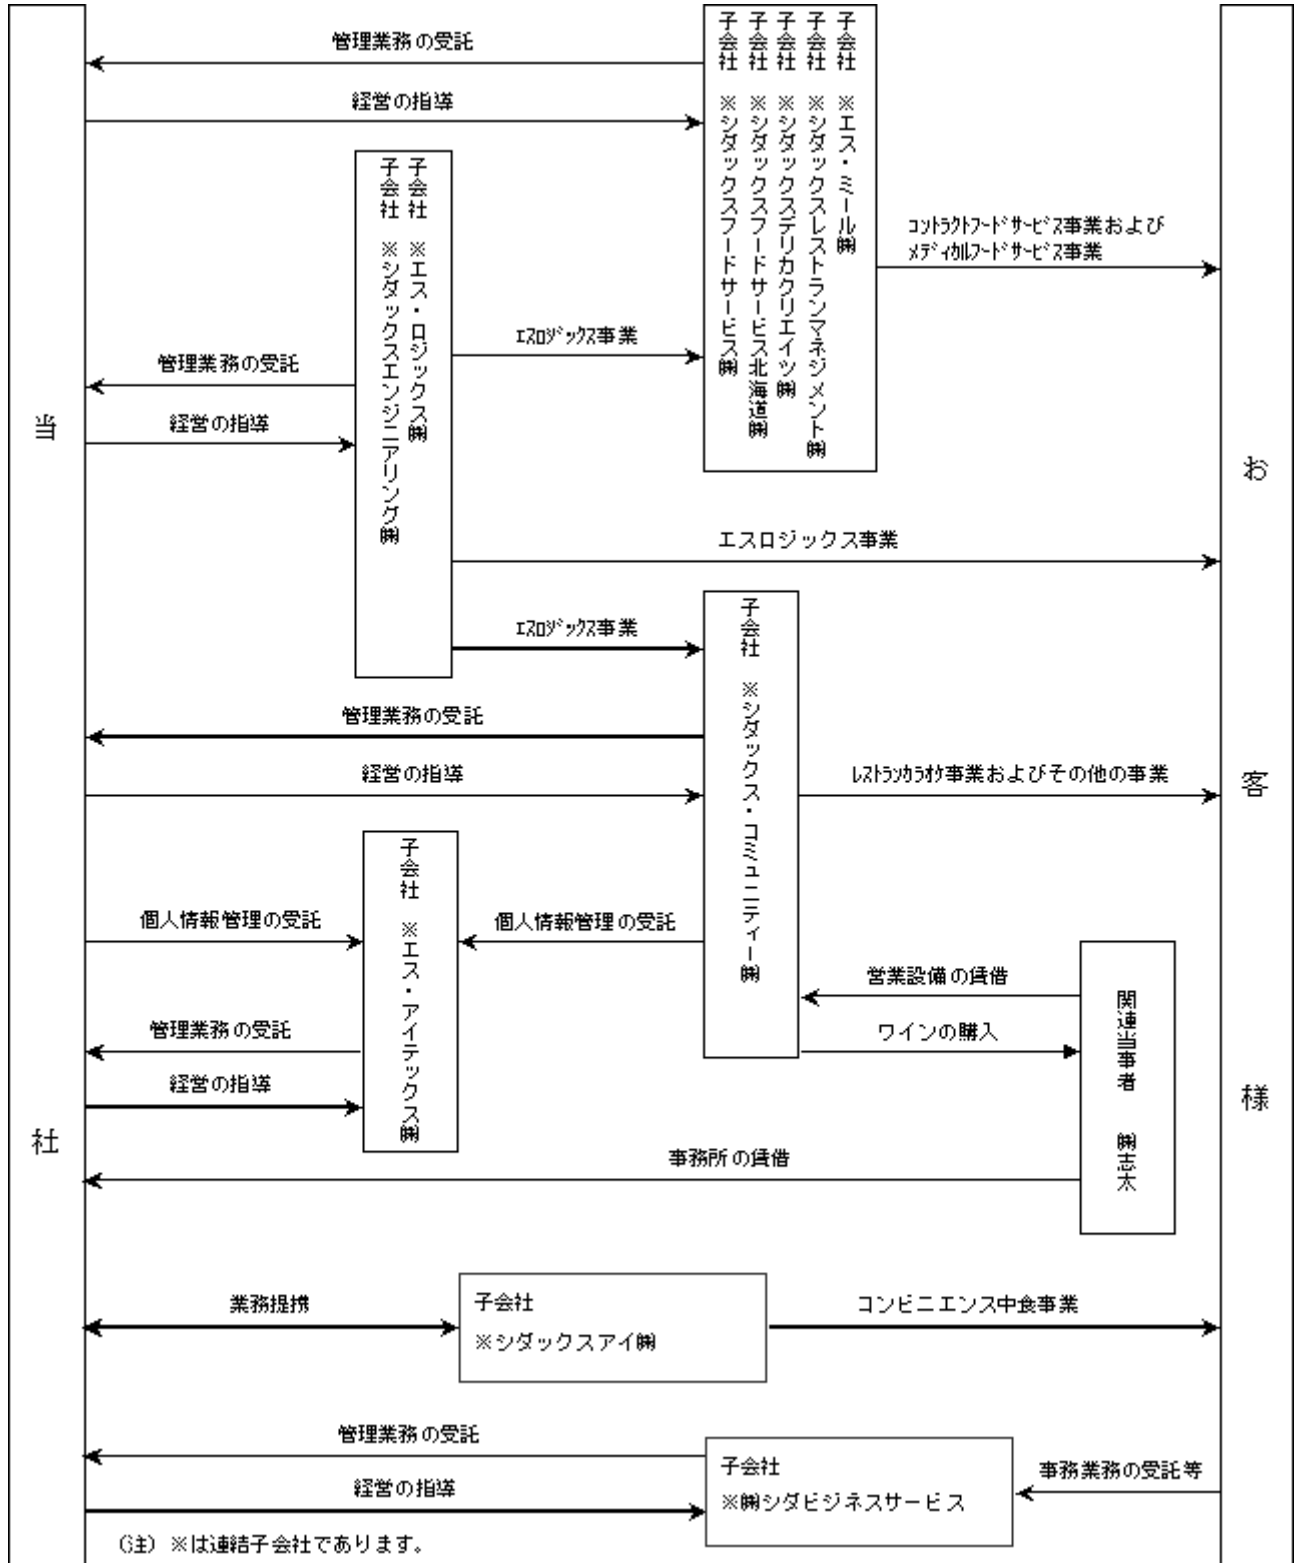 当社
お客様
管理業務の受託
経営の指導
子会社 ※エス・ミール㈱
子会社 ※シダックスレストランマネジメント㈱
子会社 ※シダックスデリカクリエイツ㈱
子会社 ※シダックスフードサービス北海道㈱
子会社 ※シダックスフードサービス㈱
ｺﾝﾄﾗｸﾄﾌｰﾄﾞｻｰﾋﾞｽ事業および
ﾒﾃﾞｨｶﾙﾌｰﾄﾞｻｰﾋﾞｽ事業
子会社 ※エス・ロジックス㈱
子会社 ※シダックスエンジニアリング㈱
ｴｽﾛｼﾞｯｸｽ事業
管理業務の受託
経営の指導
エスロジックス事業
ｴｽﾛｼﾞｯｸｽ事業
子会社 ※シダックス・コミュニティー㈱
管理業務の受託
経営の指導
ﾚｽﾄﾗﾝｶﾗｵｹ事業およびその他の事業
子会社 ※エス・アイテックス㈱
個人情報管理の受託
個人情報管理の受託
営業設備の賃借
ワインの購入
関連当事者 ㈱志太
管理業務の受託
経営の指導
事務所の賃借
業務提携
子会社
※シダックスアイ㈱
コンビニエンス中食事業
管理業務の受託
経営の指導
子会社
※㈱シダビジネスサービス
事務業務の受託等
(注) ※は連結子会社であります。